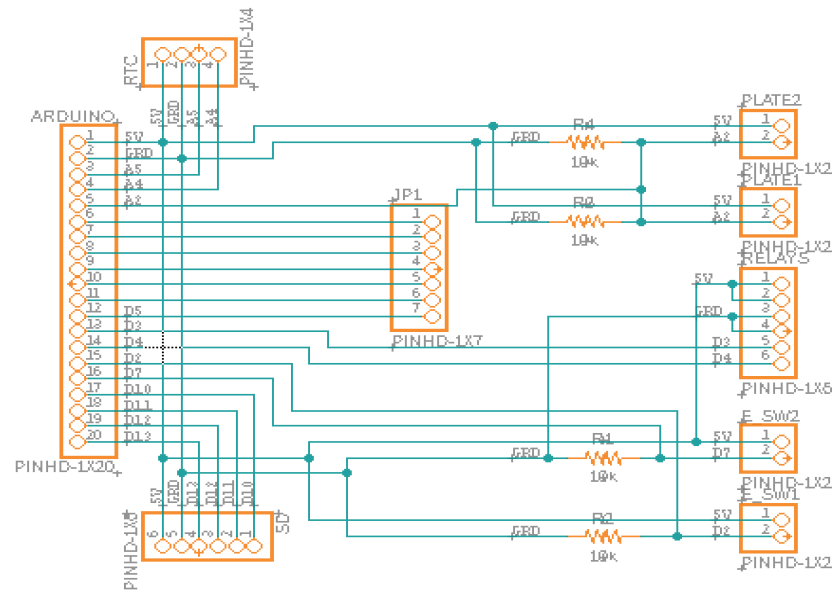 RTC
PINHD-1X4
1
2
3
4
5V
GRD
A5
A4
ARDUINO
1 5V
2 GRD
3 A5
4 A4
5 A2
6
7
8
9
10
11
12 D5
13 D3
14 D4
15 D2
16 D7
17 D10
18 D11
19 D12
20 D13
PINHD-1X20
JP1
1
2
3
4
5
6
7
PINHD-1X7
GRD
R4
10k
GRD
10k
PLATE2
5V 1
A2 2
PINHD-1X2
PLATE1
5V 1
A2 2
PINHD-1X2
RELAYS
5V 1
2
GRD 3
4
D3 5
D4 6
GRD
R1
10k
GRD
R2
10k
E_SW2
5V 1
D7 2
PINHD-1X2
E_SW1
5V 1
D2 2
PINHD-1X2
5V
GRD
D13
D12
D11
D10
6
5
4
3
2
1
SD